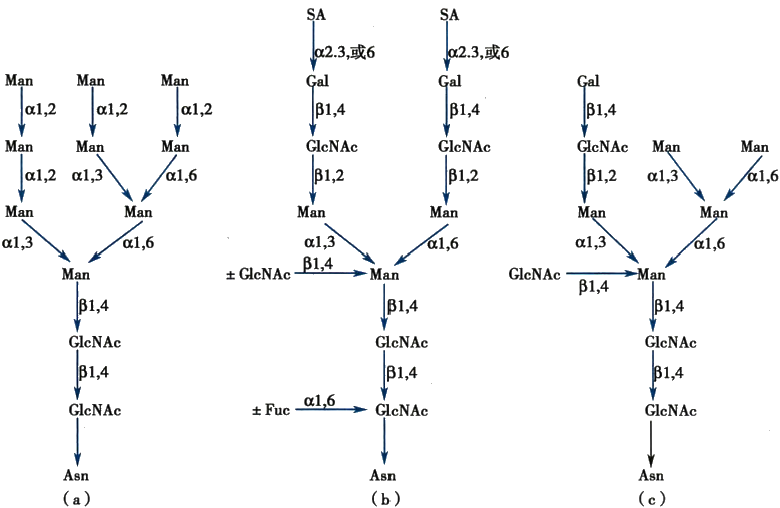 SA SA
α2.3,或6 α2.3,或6
Man Man Man Gal Gal Gal
α1,2 α1,2 α1,2 β1,4 β1,4 β1,4
Man Man Man GlcNAc GlcNAc GlcNAc Man Man
α1,2 α1,3 α1,6 β1,2 β1,2 β1,2 α1,3 α1,6
Man Man Man Man Man Man
α1,3 α1,6 α1,3 α1,6 α1,3 α1,6
Man ± GlcNAc β1,4 Man GlcNAc β1,4 Man
β1,4 β1,4 β1,4
GlcNAc GlcNAc GlcNAc
β1,4 β1,4 β1,4
GlcNAc ± Fuc α1,6 GlcNAc GlcNAc
Asn Asn Asn
(a) (b) (c)